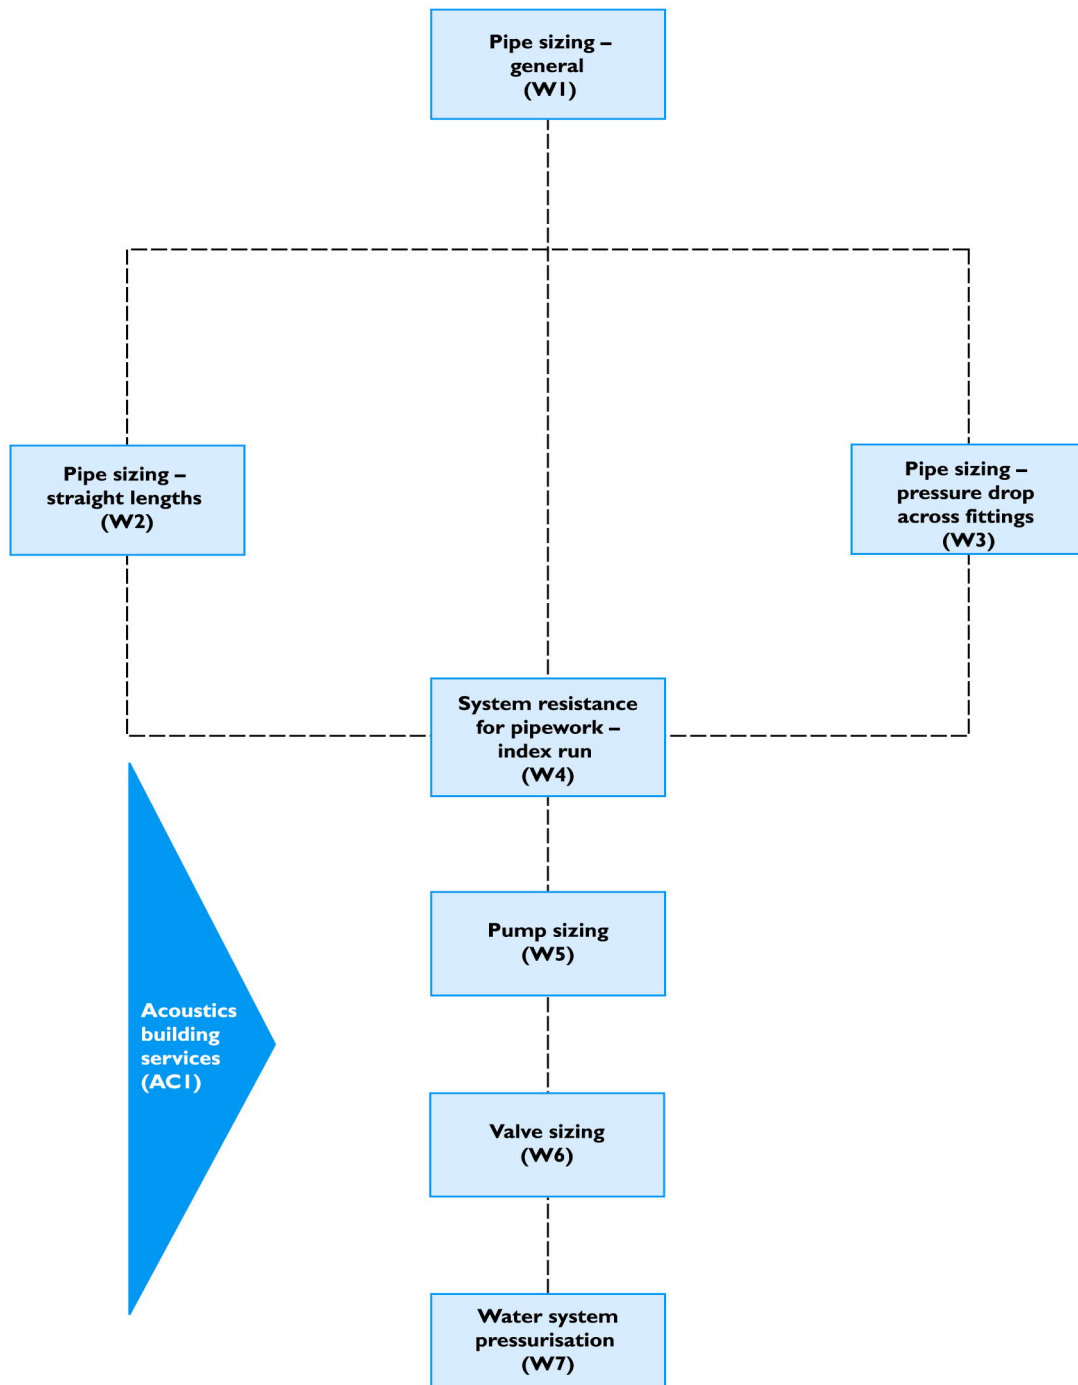 Pipe sizing –
general
(W1)
Pipe sizing –
straight lengths
(W2)
Pipe sizing –
pressure drop
across fittings
(W3)
System resistance
for pipework –
index run
(W4)
Pump sizing
(W5)
Acoustics
building
services
(AC1)
Valve sizing
(W6)
Water system
pressurisation
(W7)